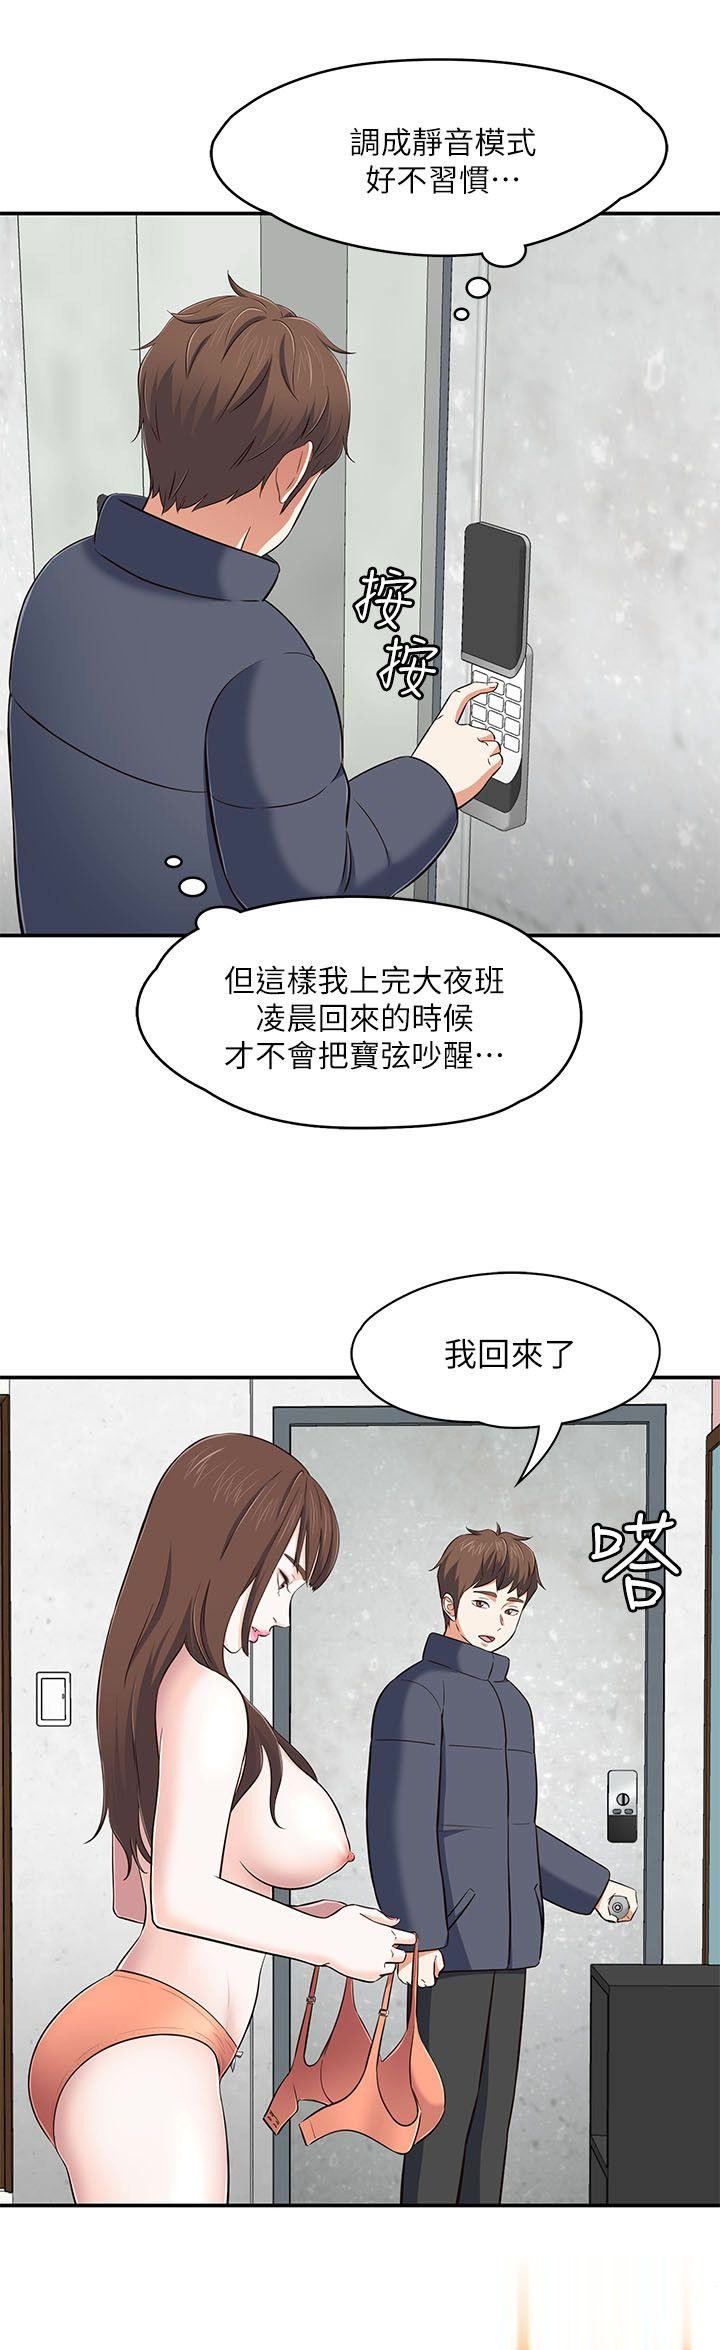 調成靜音模式
好不習慣…
按
按
但這樣我上完大夜班
凌晨回來的時候
才不會把寶弦吵醒…
我回來了
嗒